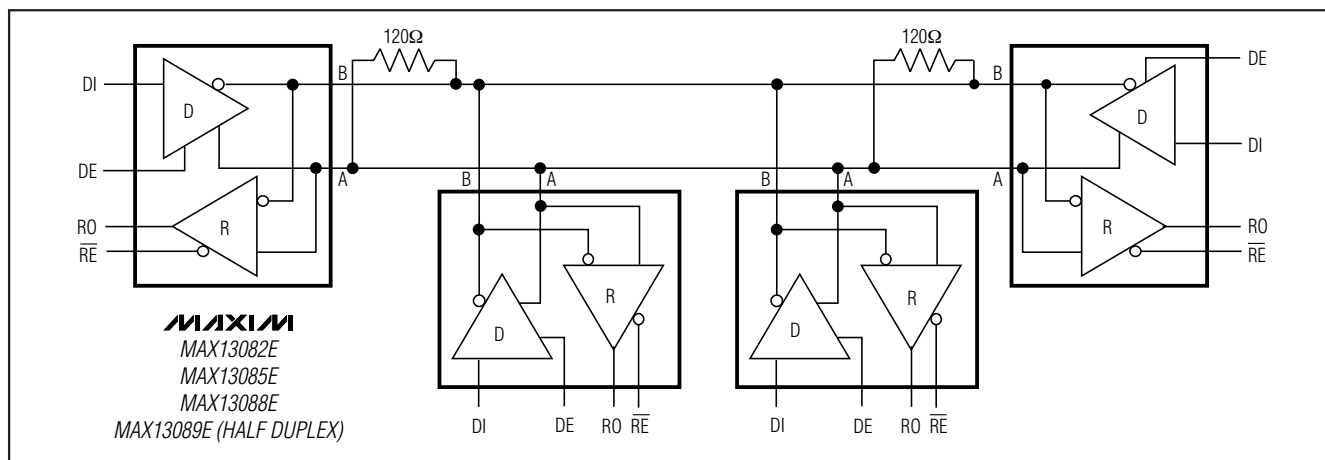 120Ω
120Ω
B
B
DI
DE
D
D
DE
DI
A
B
A
B
A
A
RO
RE
R
R
RO
RE
R
R
D
D
MAXIM
MAX13082E
MAX13085E
MAX13088E
MAX13089E (HALF DUPLEX)
DI
DE
RO
RE
DI
DE
RO
RE